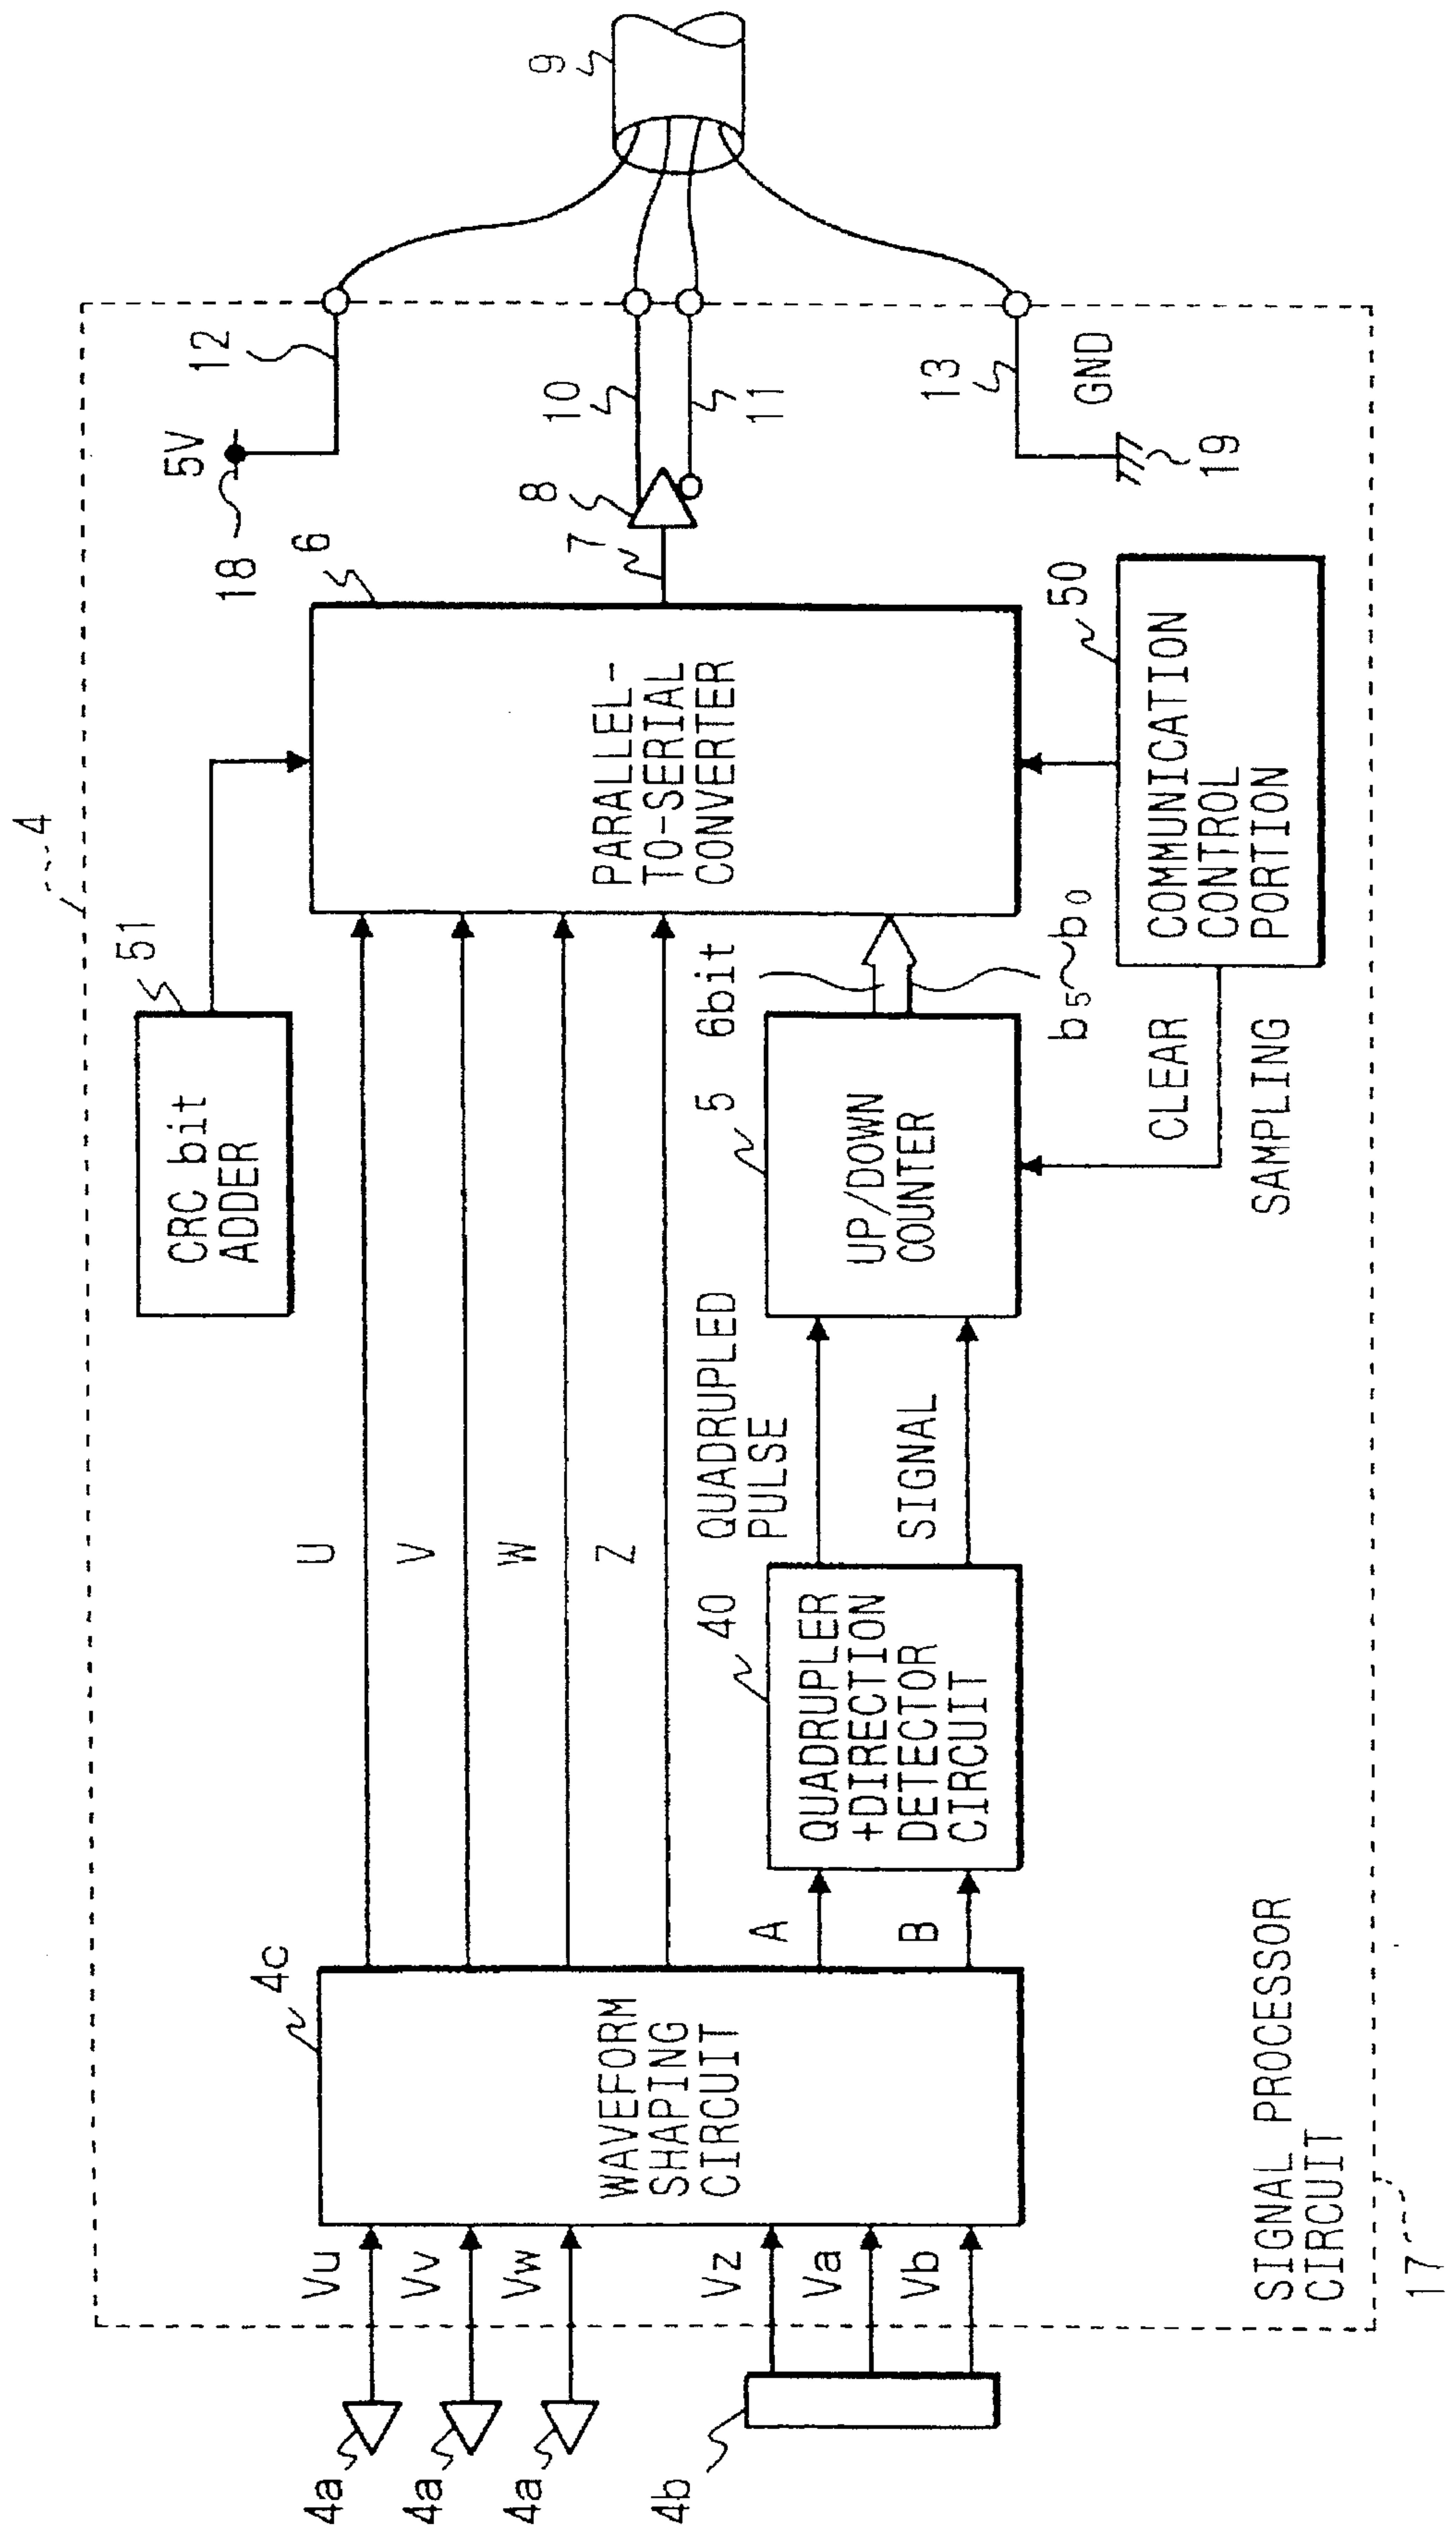 4
17
SIGNAL PROCESSOR
CIRCUIT
4a
4a
4a
4b
Vu
Vv
Vw
Vz
Va
Vb
4c
WAVEFORM
SHAPING
CIRCUIT
U
V
W
Z
A
B
40
QUADRUPLER
+DIRECTION
DETECTOR
CIRCUIT
QUADRUPLED
PULSE
SIGNAL
5
UP/DOWN
COUNTER
6bit
b5~b0
CLEAR
SAMPLING
51
CRC bit
ADDER
6
PARALLEL-
TO-SERIAL
CONVERTER
50
COMMUNICATION
CONTROL
PORTION
7
8
10
11
18
5V
12
13
GND
19
9